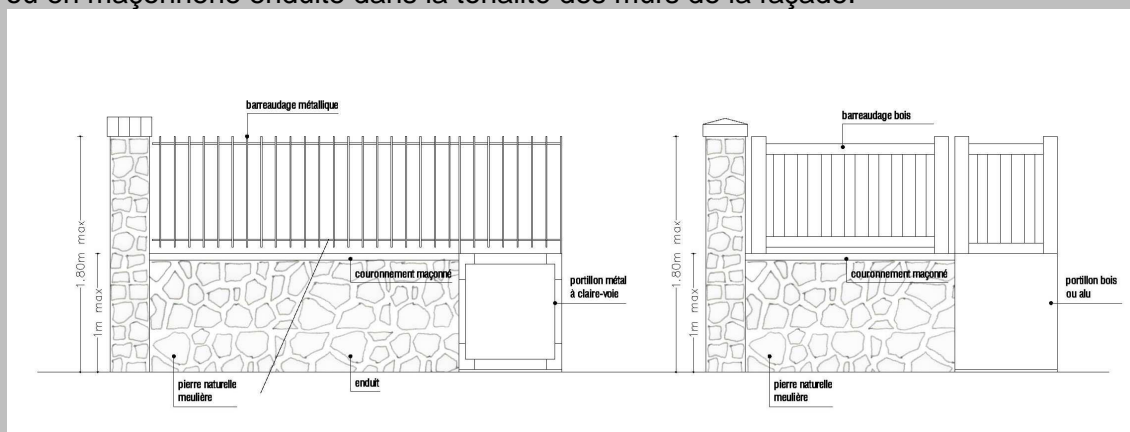 ou en maçonnerie enduite dans la tonalité des murs de la façade.
barreaudage métallique
1.80m max
1m max
couronnement maçonné
portillon métal
à claire-voie
pierre naturelle
meulière
enduit
barreaudage bois
1.80m max
1m max
couronnement maçonné
portillon bois
ou alu
pierre naturelle
meulière